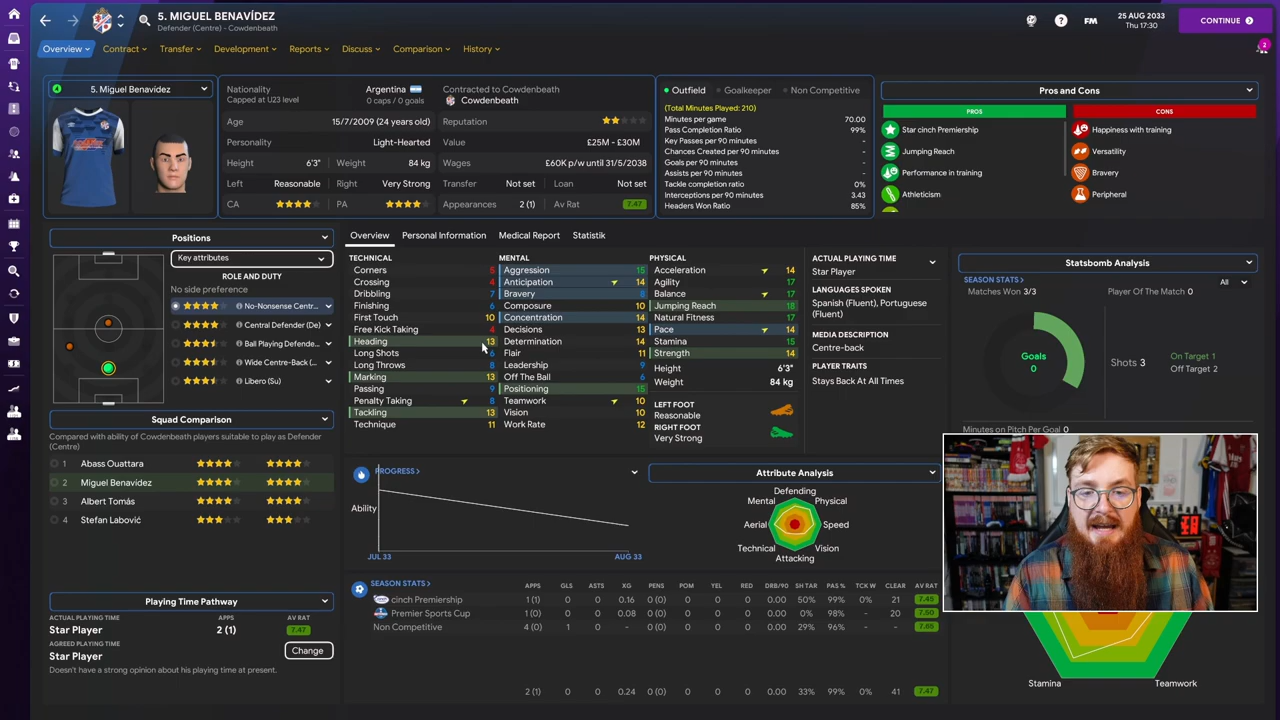 5. MIGUEL BENAVÍDEZ
Defender (Centre) - Cowdenbeath
FM
25 AUG 2033
Thu 17:30
CONTINUE
2
Overview
Contract
Transfer
Development
Reports
Discuss
Comparison
History
5. Miguel Benavídez
Nationality
Argentina
Capped at U23 level
0 caps / 0 goals
Age
15/7/2009 (24 years old)
Personality
Light-Hearted
Height
6'3"
Weight
84 kg
Left
Reasonable
Right
Very Strong
CA
PA
Contracted to Cowdenbeath
Cowdenbeath
Reputation
Value
£25M - £30M
Wages
£60K p/w until 31/5/2038
Transfer
Not set
Loan
Not set
Appearances
2 (1)
Av Rat
7.47
Outfield
Goalkeeper
Non Competitive
(Total Minutes Played: 210)
Minutes per game 70.00
Pass Completion Ratio 99%
Key Passes per 90 minutes -
Chances Created per 90 minutes -
Goals per 90 minutes -
Assists per 90 minutes -
Tackle completion ratio 0%
Interceptions per 90 minutes 3.43
Headers Won Ratio 85%
Pros and Cons
PROS
CONS
Star cinch Premiership
Happiness with training
Jumping Reach
Versatility
Performance in training
Bravery
Athleticism
Peripheral
Positions
Key attributes
ROLE AND DUTY
No side preference
No-Nonsense Centr...
Central Defender (De)
Ball Playing Defende...
Wide Centre-Back (...
Libero (Su)
Squad Comparison
Compared with ability of Cowdenbeath players suitable to play as Defender
(Centre)
1 Abass Ouattara
2 Miguel Benavídez
3 Albert Tomás
4 Stefan Labović
Playing Time Pathway
ACTUAL PLAYING TIME
APPS
AV RAT
Star Player
2 (1)
7.47
AGREED PLAYING TIME
Star Player
Change
Doesn't have a strong opinion about his playing time at present.
Overview
Personal Information
Medical Report
Statistik
TECHNICAL
Corners 5
Crossing 4
Dribbling 7
Finishing 6
First Touch 10
Free Kick Taking 4
Heading 13
Long Shots 6
Long Throws 8
Marking 13
Passing 9
Penalty Taking 8
Tackling 13
Technique 11
MENTAL
Aggression 15
Anticipation 14
Bravery 8
Composure 10
Concentration 14
Decisions 13
Determination 14
Flair 11
Leadership 9
Off The Ball 6
Positioning 15
Teamwork 10
Vision 10
Work Rate 12
PHYSICAL
Acceleration 14
Agility 17
Balance 17
Jumping Reach 18
Natural Fitness 17
Pace 14
Stamina 15
Strength 14
Height 6'3"
Weight 84 kg
LEFT FOOT
Reasonable
RIGHT FOOT
Very Strong
ACTUAL PLAYING TIME
Star Player
LANGUAGES SPOKEN
Spanish (Fluent), Portuguese
(Fluent)
MEDIA DESCRIPTION
Centre-back
PLAYER TRAITS
Stays Back At All Times
Statsbomb Analysis
SEASON STATS>
All
Matches Won 3/3
Player Of The Match 0
Goals
0
Shots 3
On Target 1
Off Target 2
Minutes on Pitch Per Goal 0
PROGRESS>
Ability
JUL 33
AUG 33
Attribute Analysis
Defending
Mental
Physical
Aerial
Speed
Technical
Vision
Attacking
SEASON STATS>
APPS GLS ASTS XG PENS POM YEL RED DRB/90 SH TAR PAS % TCK W CLEAR AV RAT
cinch Premiership 1 (1) 0 0 0.16 0 (0) 0 0 0 0.00 50% 99% 0% 21 7.45
Premier Sports Cup 1 (0) 0 0 0.08 0 (0) 0 0 0 0.00 0% 98% - 20 7.50
Non Competitive 4 (0) 1 - - 0 (0) 0 0 0 0.00 29% 96% - - 7.65
2 (1) 0 0 0.24 0 (0) 0 0 0 0.00 33% 99% 0% 41 7.47
Stamina
Teamwork